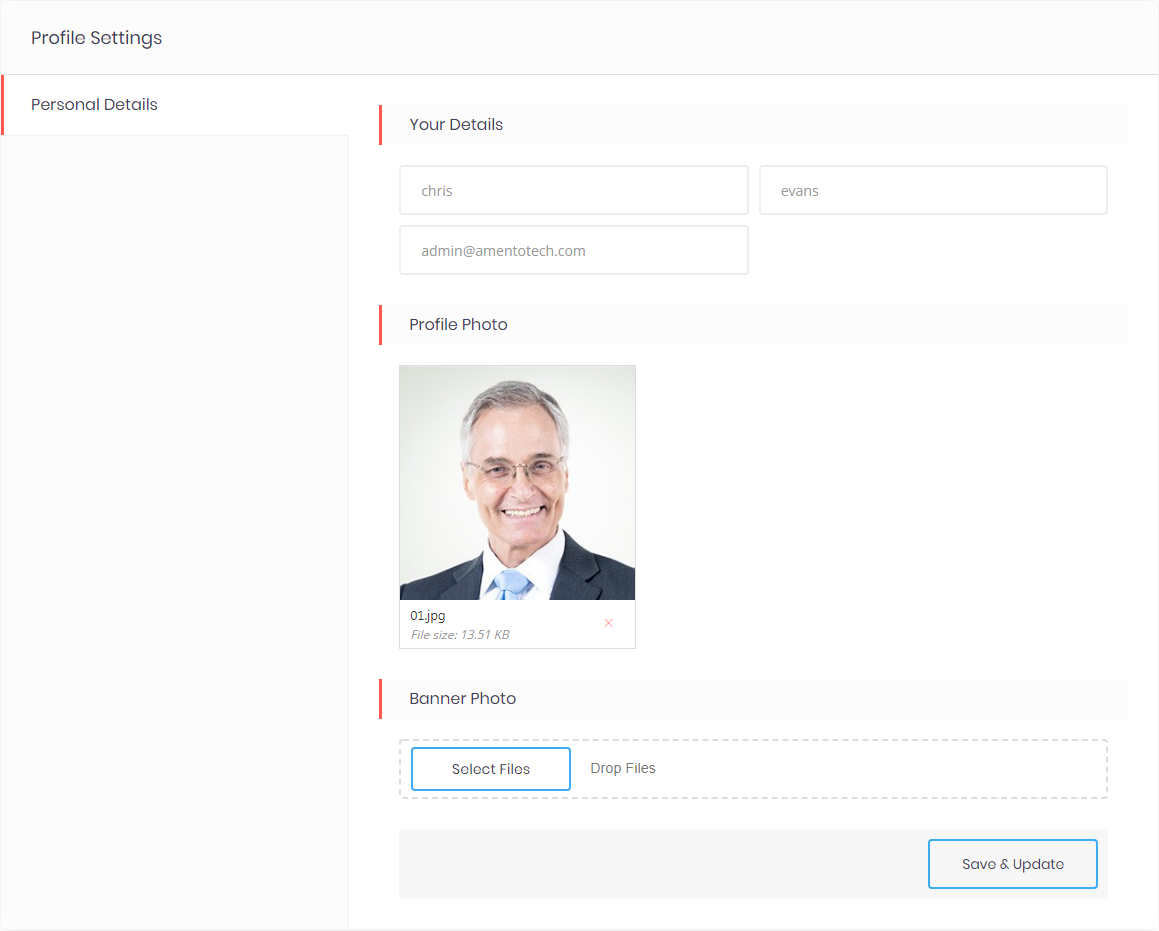 Profile Settings
Personal Details
Your Details
chris
evans
admin@amentotech.com
Profile Photo
01.jpg
File size: 13.51 KB
Banner Photo
Select Files
Drop Files
Save & Update